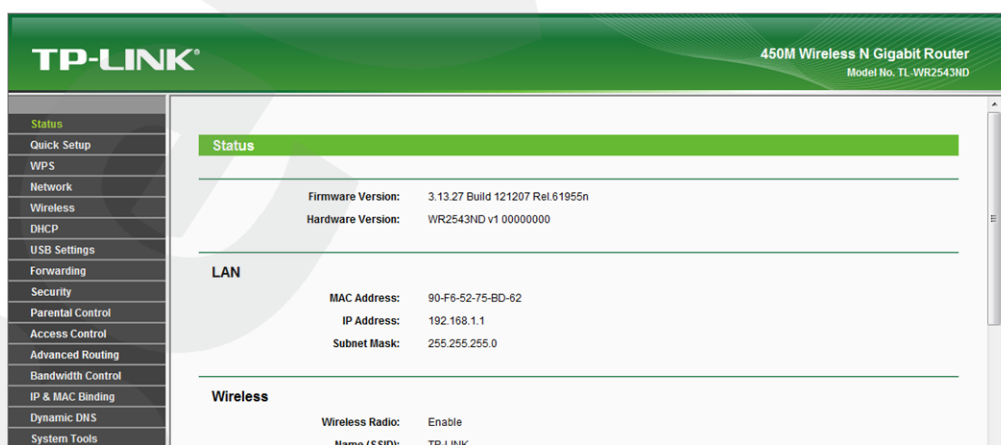 TP-LINK®
450M Wireless N Gigabit Router
Model No. TL-WR2543ND
Status
Quick Setup
WPS
Network
Wireless
DHCP
USB Settings
Forwarding
Security
Parental Control
Access Control
Advanced Routing
Bandwidth Control
IP & MAC Binding
Dynamic DNS
System Tools
Status
Firmware Version: 3.13.27 Build 121207 Rel.61955n
Hardware Version: WR2543ND v1 00000000
LAN
MAC Address: 90-F6-52-75-BD-62
IP Address: 192.168.1.1
Subnet Mask: 255.255.255.0
Wireless
Wireless Radio: Enable
Name (SSID): TP-LINK